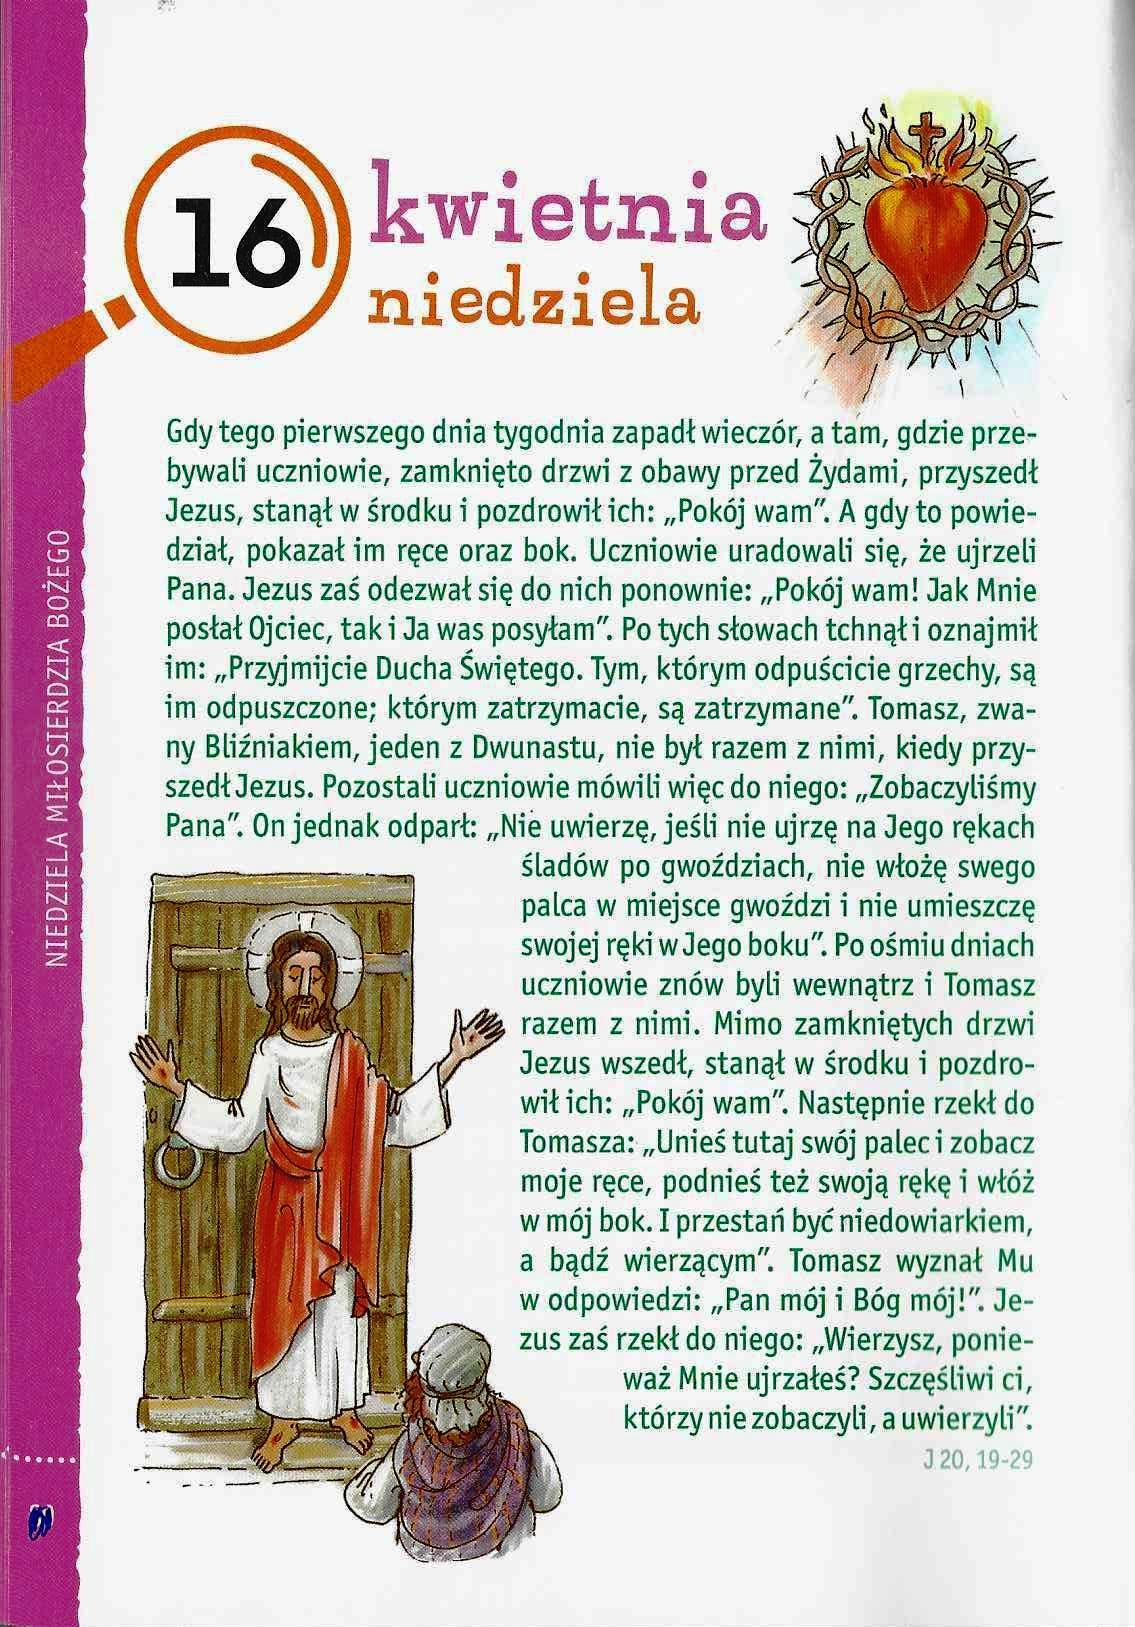 16
kwietnia
niedziela
Gdy tego pierwszego dnia tygodnia zapadł wieczór, a tam, gdzie prze-
bywali uczniowie, zamknięto drzwi z obawy przed Żydami, przyszedł
Jezus, stanął w środku i pozdrowił ich: „Pokój wam”. A gdy to powie-
dział, pokazał im ręce oraz bok. Uczniowie uradowali się, że ujrzeli
Pana. Jezus zaś odezwał się do nich ponownie: „Pokój wam! Jak Mnie
posłał Ojciec, tak i Ja was posyłam”. Po tych słowach tchnął i oznajmił
im: „Przyjmijcie Ducha Świętego. Tym, którym odpuścicie grzechy, są
im odpuszczone; którym zatrzymacie, są zatrzymane”. Tomasz, zwa-
ny Bliźniakiem, jeden z Dwunastu, nie był razem z nimi, kiedy przy-
szedł Jezus. Pozostali uczniowie mówili więc do niego: „Zobaczyliśmy
Pana”. On jednak odparł: „Nie uwierzę, jeśli nie ujrzę na Jego rękach
śladów po gwoździach, nie włożę swego
palca w miejsce gwoździ i nie umieszczę
swojej ręki w Jego boku”. Po ośmiu dniach
uczniowie znów byli wewnątrz i Tomasz
razem z nimi. Mimo zamkniętych drzwi
Jezus wszedł, stanął w środku i pozdro-
wił ich: „Pokój wam”. Następnie rzekł do
Tomasza: „Unieś tutaj swój palec i zobacz
moje ręce, podnieś też swoją rękę i włóż
w mój bok. I przestań być niedowiarkiem,
a bądź wierzącym”. Tomasz wyznał Mu
w odpowiedzi: „Pan mój i Bóg mój!”. Je-
zus zaś rzekł do niego: „Wierzysz, ponie-
waż Mnie ujrzałeś? Szczęśliwi ci,
którzy nie zobaczyli, a uwierzyli”.
J 20, 19-29
NIEDZIELA MIŁOSIERDZIA BOŻEGO